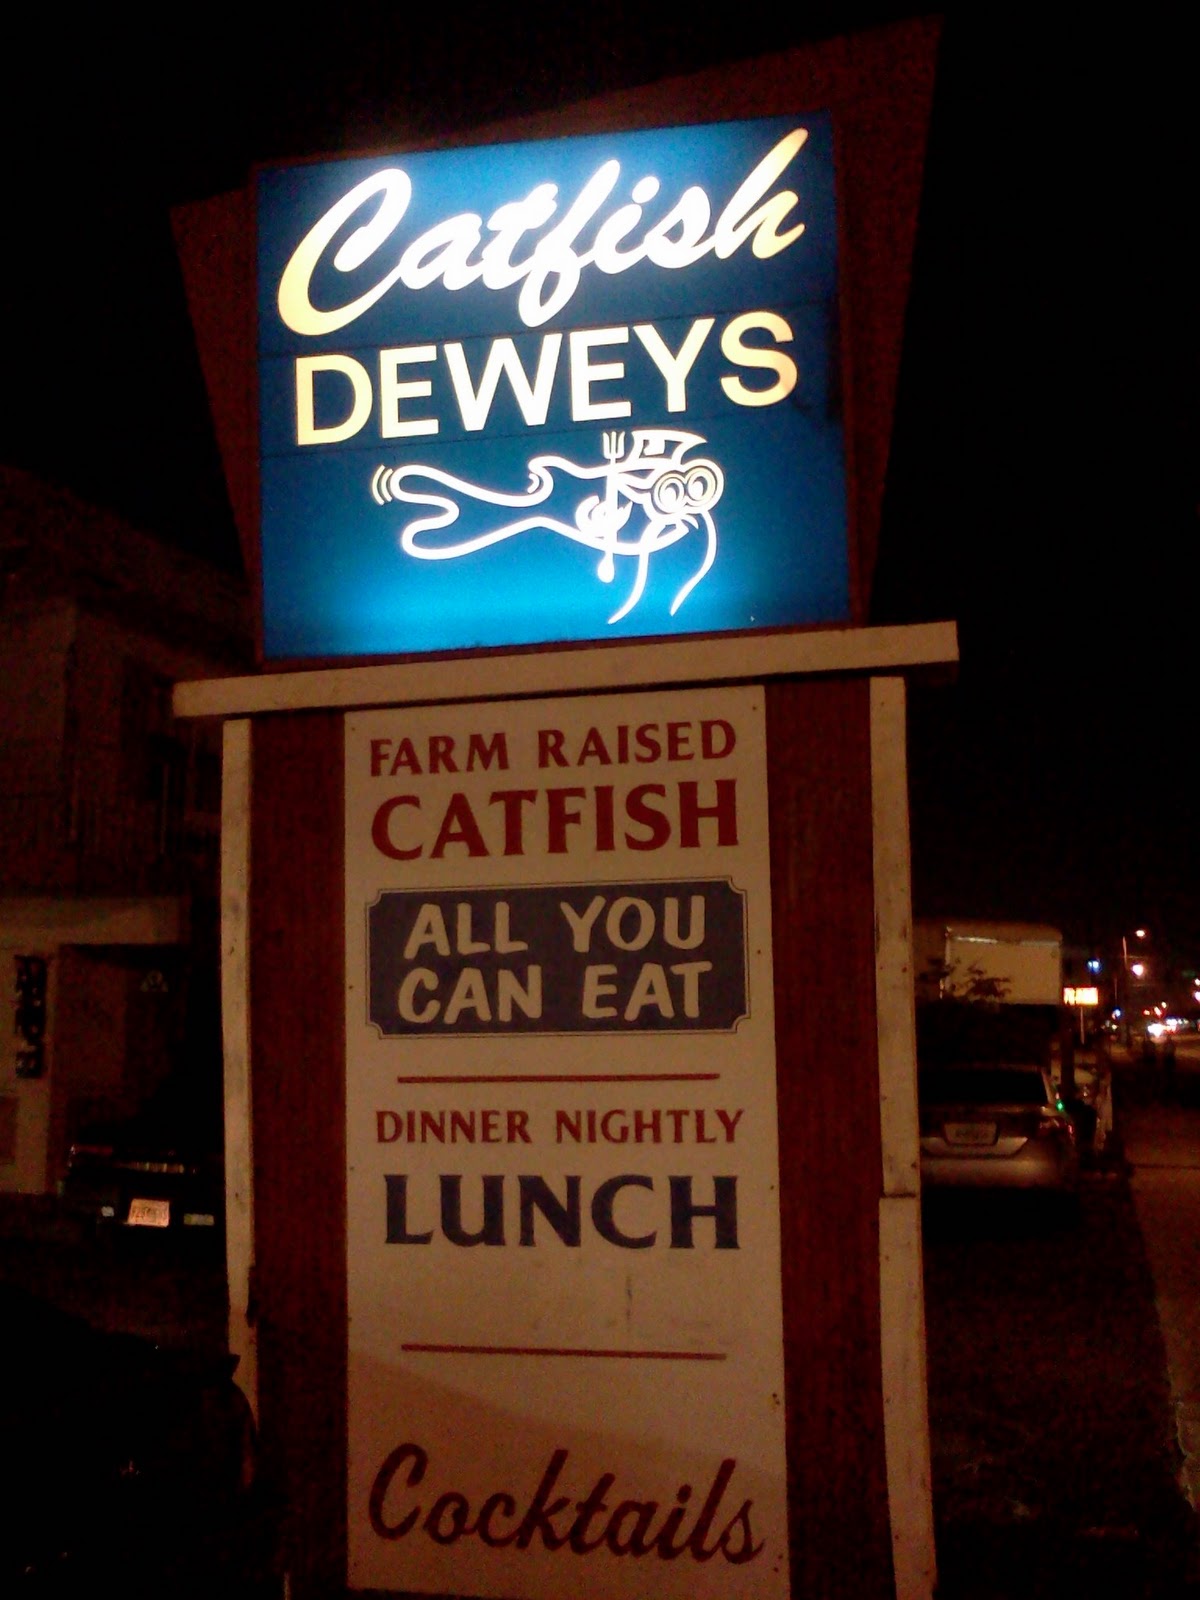 Catfish
DEWEYS
FARM RAISED
CATFISH
ALL YOU
CAN EAT
DINNER NIGHTLY
LUNCH
Cocktails